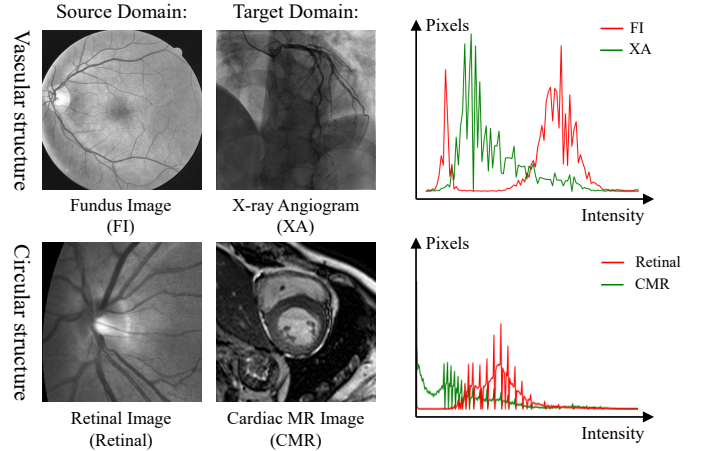 Source Domain:
Target Domain:
Vascular structure
Fundus Image
(FI)
X-ray Angiogram
(XA)
Pixels
FI
XA
Intensity
Circular structure
Retinal Image
(Retinal)
Cardiac MR Image
(CMR)
Pixels
Retinal
CMR
Intensity